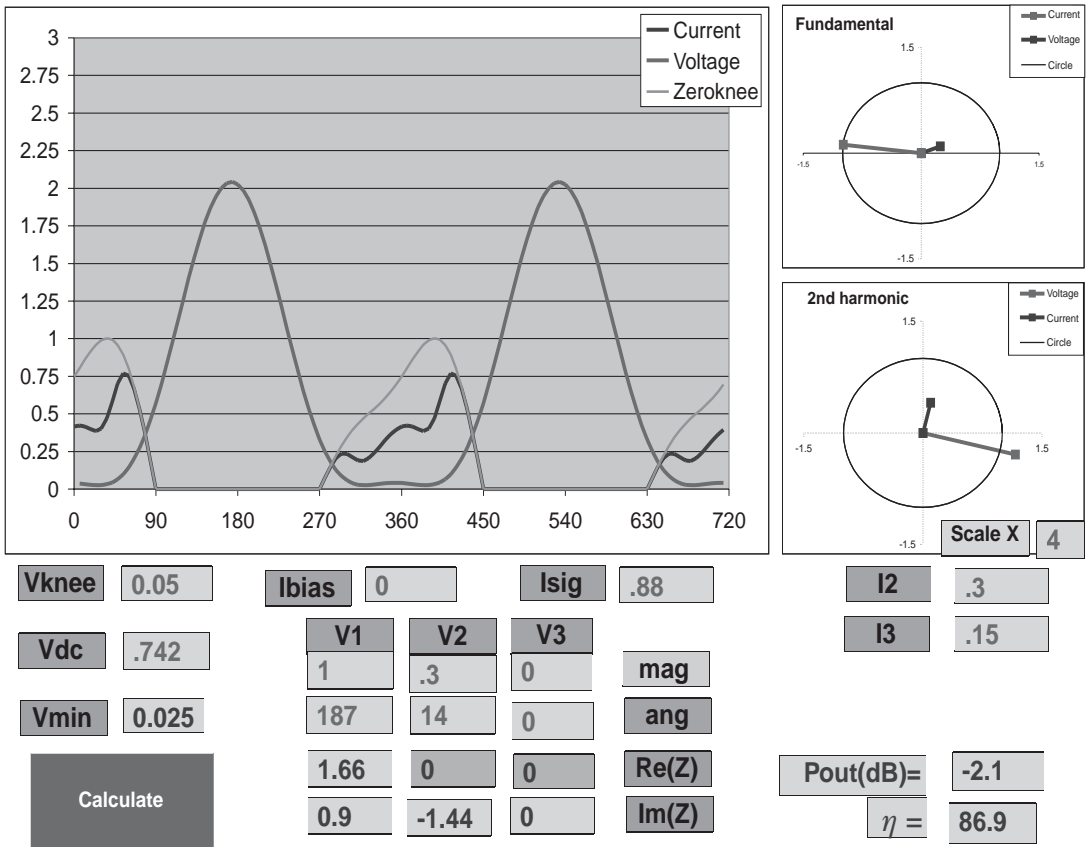 Current
Voltage
Zeroknee
3
2.75
2.5
2.25
2
1.75
1.5
1.25
1
0.75
0.5
0.25
0
0 90 180 270 360 450 540 630 720
Fundamental
Current
Voltage
Circle
1.5
-1.5 1.5
-1.5
2nd harmonic
Voltage
Current
Circle
1.5
-1.5 1.5
-1.5
Scale X 4
Vknee 0.05 Ibias 0 Isig .88 I2 .3
Vdc .742 V1 V2 V3 I3 .15
1 .3 0 mag
Vmin 0.025 187 14 0 ang
Calculate 1.66 0 0 Re(Z) Pout(dB)= -2.1
0.9 -1.44 0 Im(Z) η = 86.9